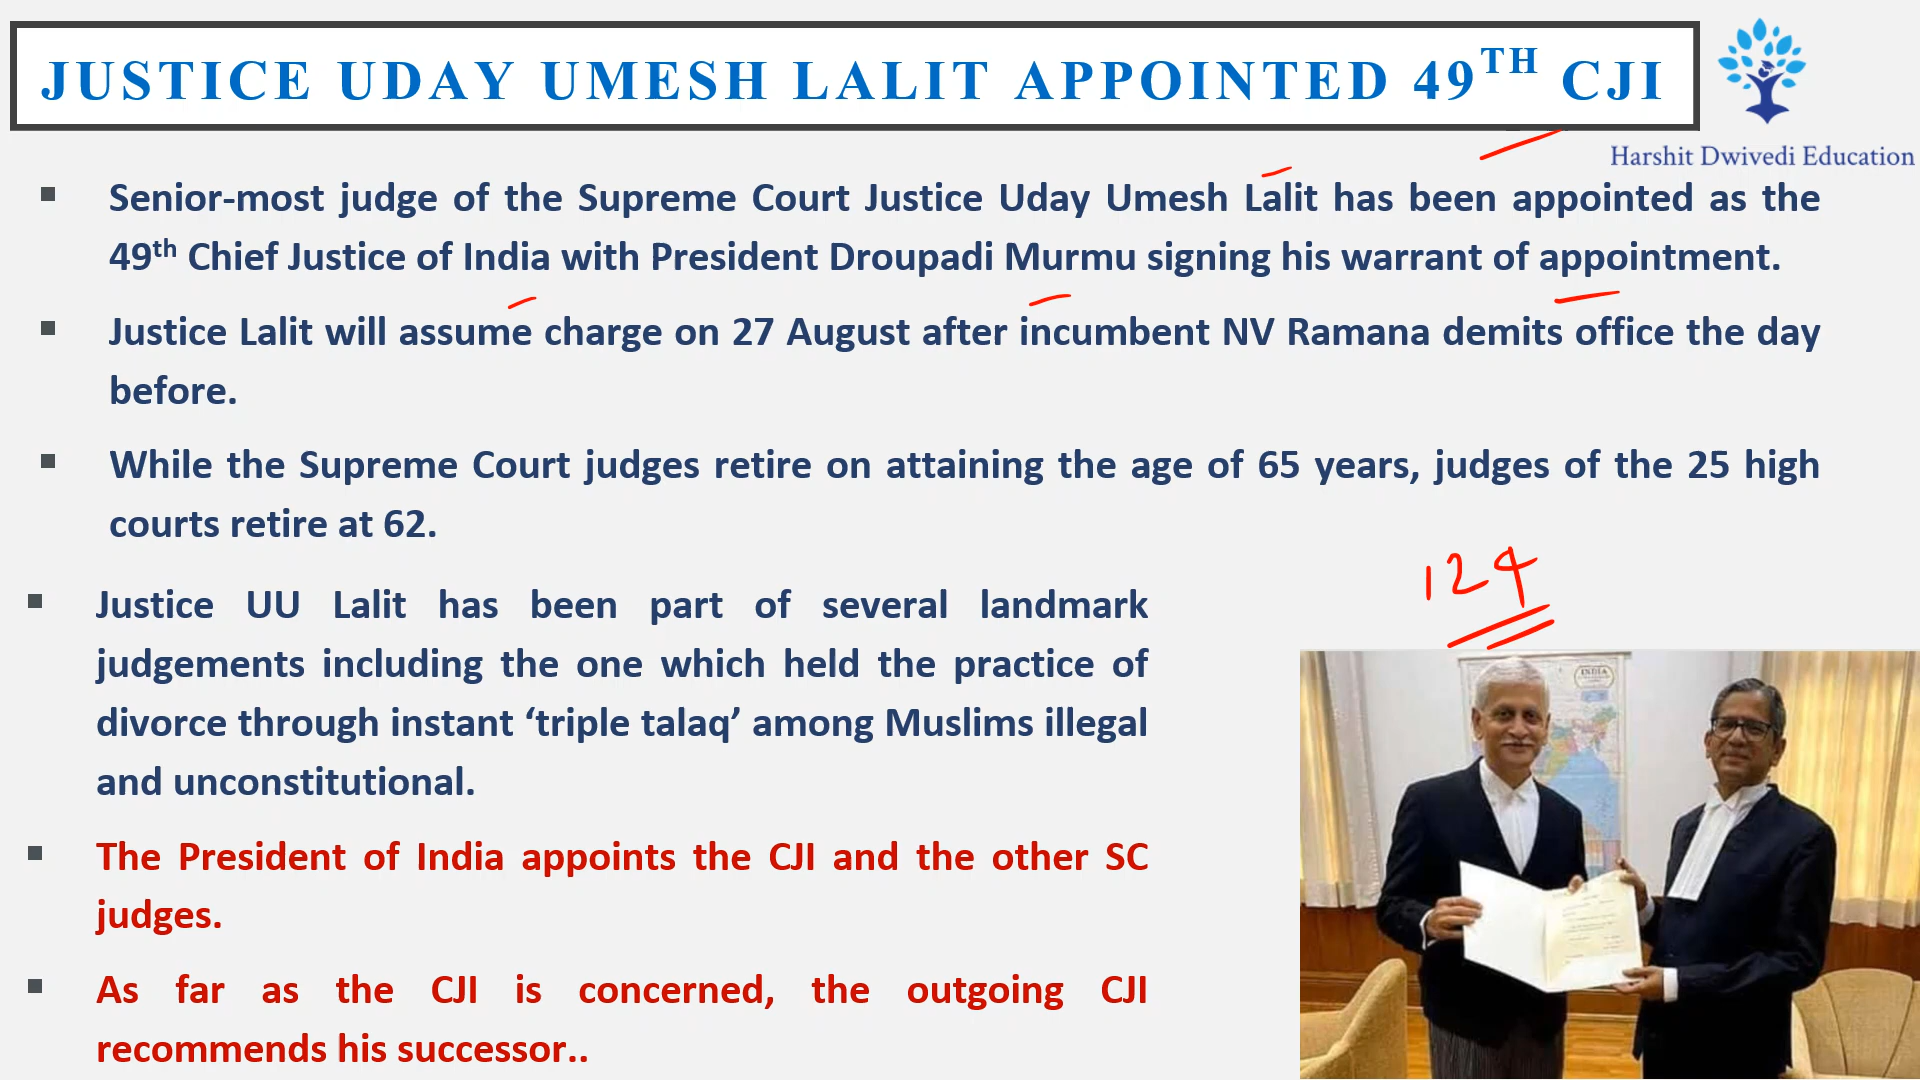 JUSTICE UDAY UMESH LALIT APPOINTED 49TH CJI
Harshit Dwivedi Education
Senior-most judge of the Supreme Court Justice Uday Umesh Lalit has been appointed as the
49th Chief Justice of India with President Droupadi Murmu signing his warrant of appointment.
Justice Lalit will assume charge on 27 August after incumbent NV Ramana demits office the day
before.
While the Supreme Court judges retire on attaining the age of 65 years, judges of the 25 high
courts retire at 62.
124
Justice UU Lalit has been part of several landmark
judgements including the one which held the practice of
divorce through instant ‘triple talaq’ among Muslims illegal
and unconstitutional.
The President of India appoints the CJI and the other SC
judges.
As far as the CJI is concerned, the outgoing CJI
recommends his successor..
INDIA